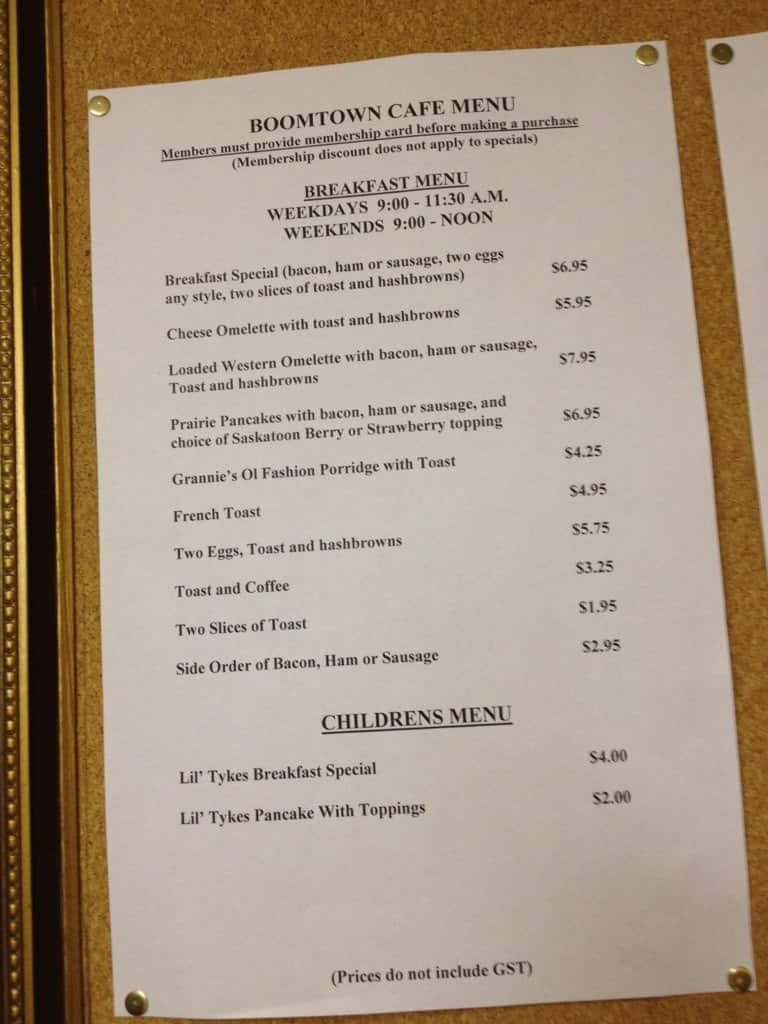 BOOMTOWN CAFE MENU
Members must provide membership card before making a purchase
(Membership discount does not apply to specials)
BREAKFAST MENU
WEEKDAYS 9:00 - 11:30 A.M.
WEEKENDS 9:00 - NOON
Breakfast Special (bacon, ham or sausage, two eggs $6.95
any style, two slices of toast and hashbrowns)
Cheese Omelette with toast and hashbrowns $5.95
Loaded Western Omelette with bacon, ham or sausage, $7.95
Toast and hashbrowns
Prairie Pancakes with bacon, ham or sausage, and $6.95
choice of Saskatoon Berry or Strawberry topping
Grannie's Ol Fashion Porridge with Toast $4.25
French Toast $4.95
Two Eggs, Toast and hashbrowns $5.75
Toast and Coffee $3.25
Two Slices of Toast $1.95
Side Order of Bacon, Ham or Sausage $2.95
CHILDRENS MENU
Lil' Tykes Breakfast Special $4.00
Lil' Tykes Pancake With Toppings $2.00
(Prices do not include GST)